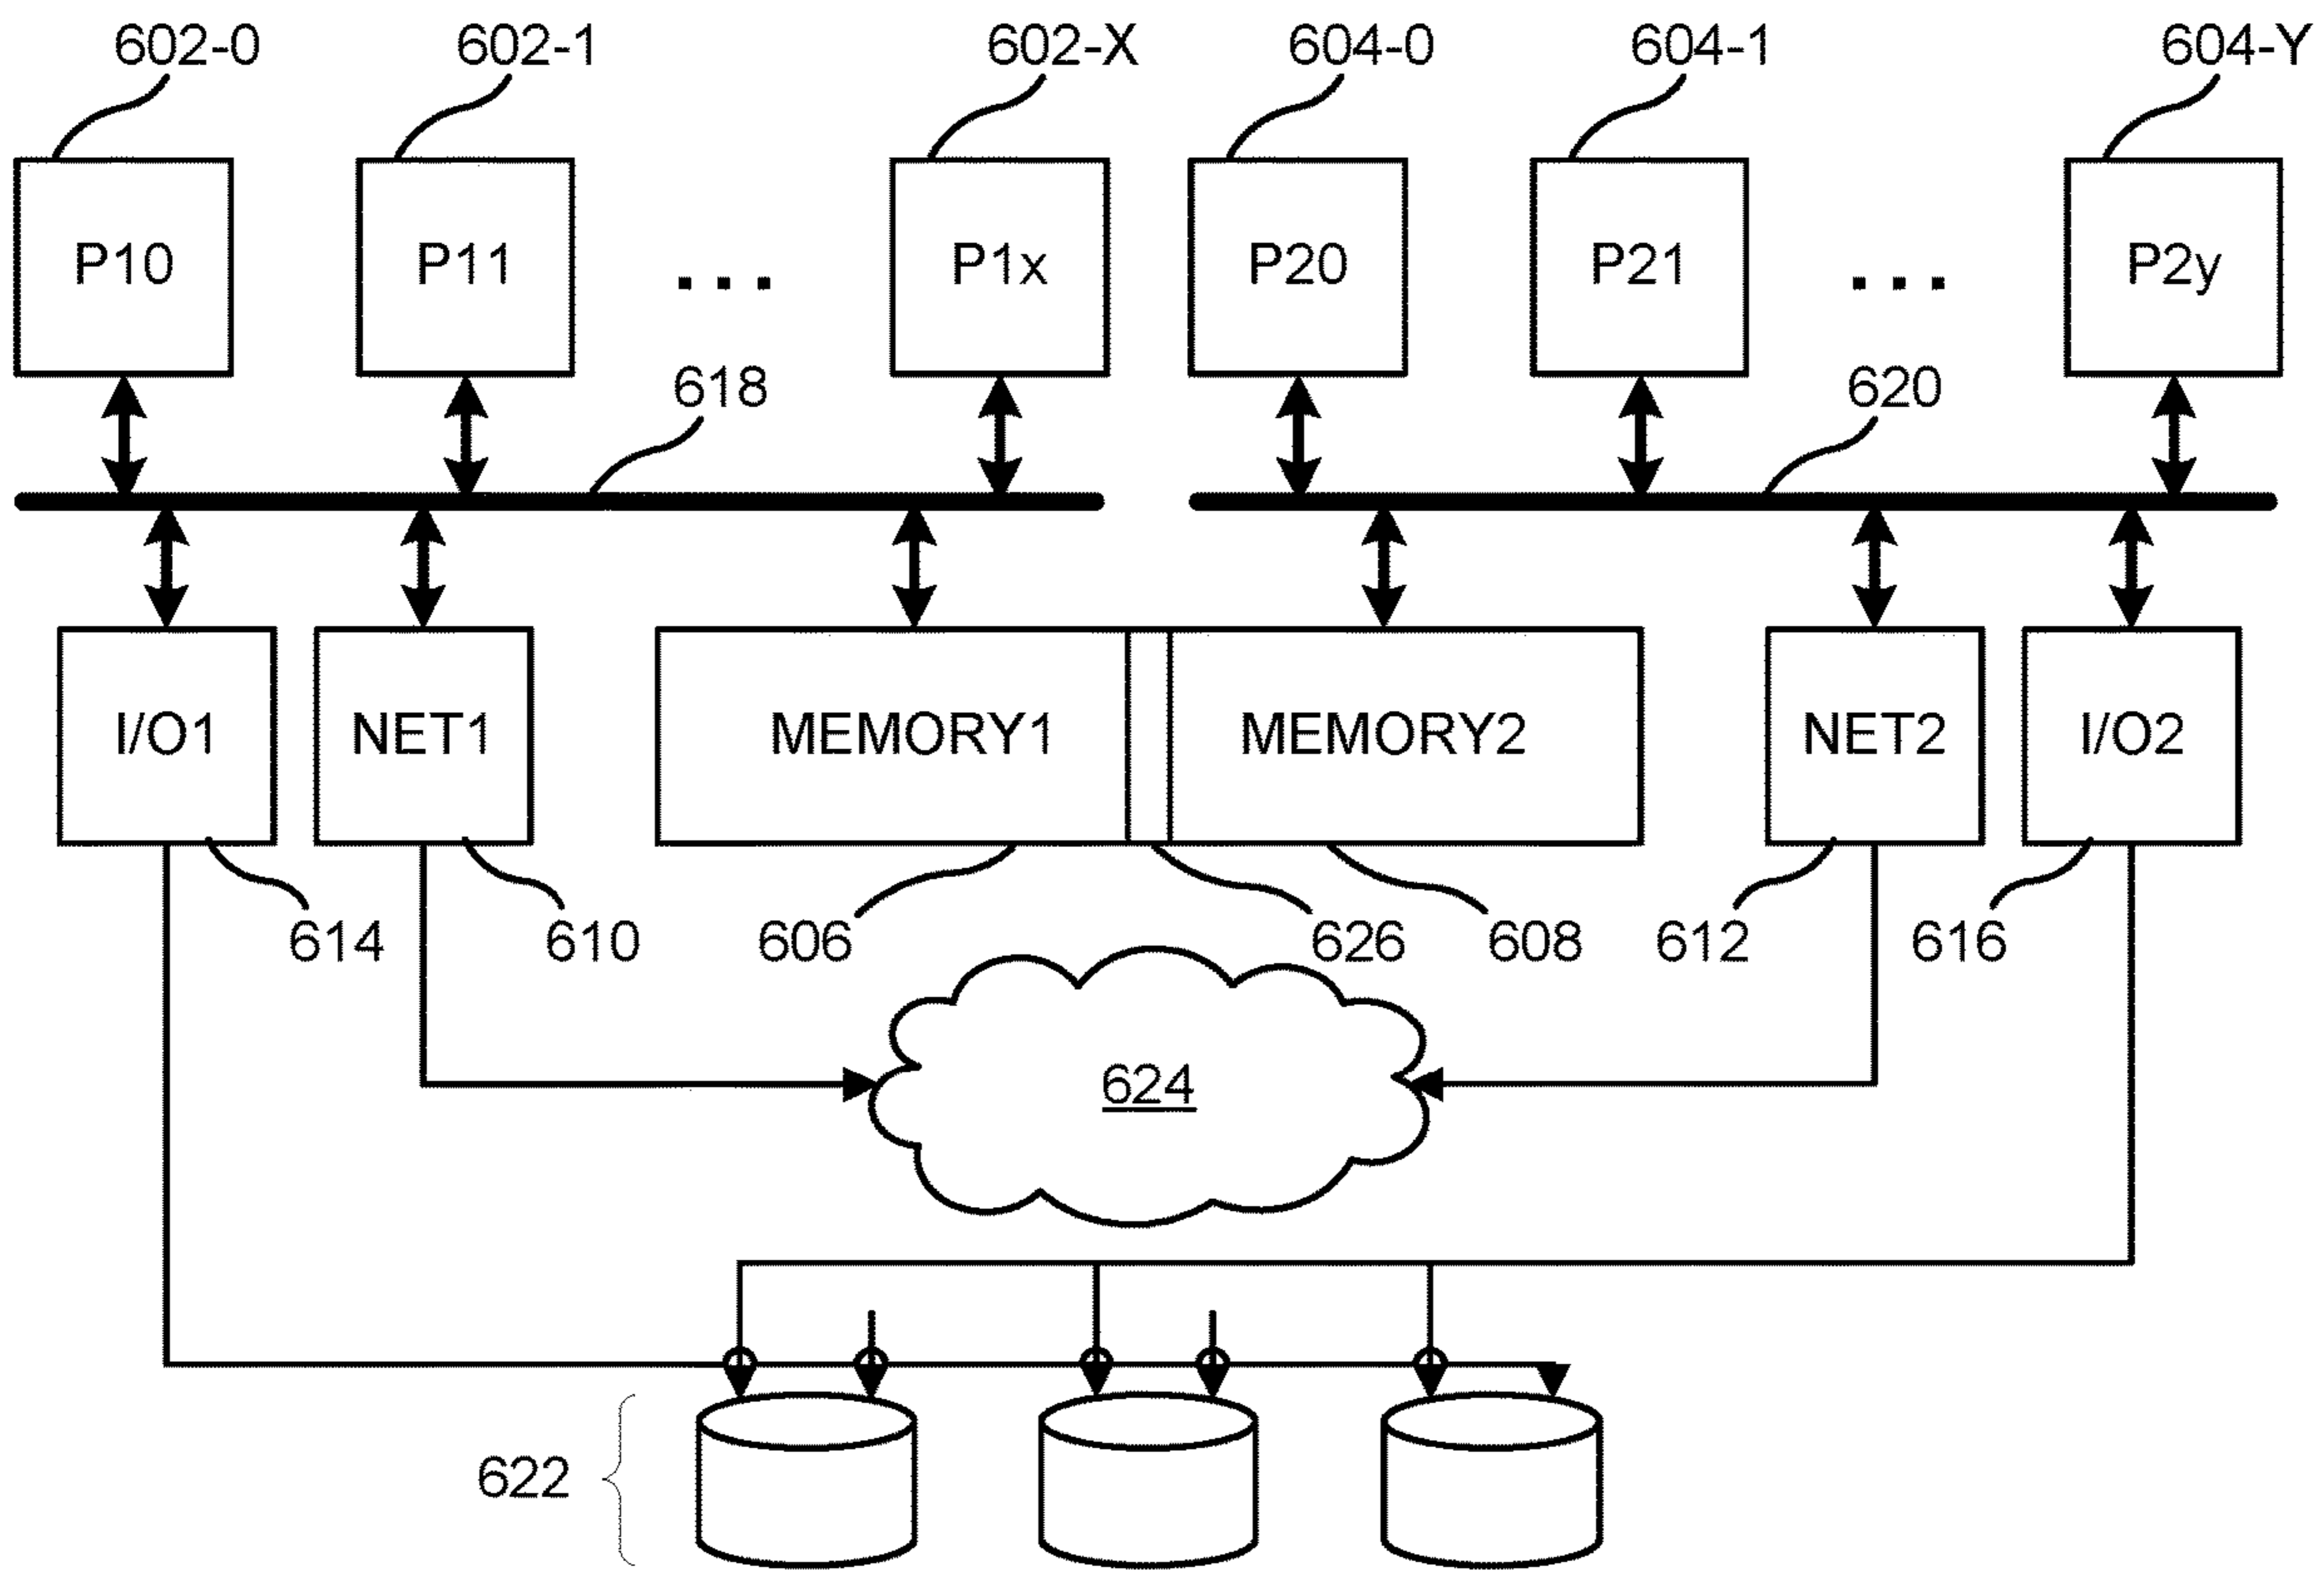 602-0 602-1 602-X 604-0 604-1 604-Y
P10 P11 ... P1x P20 P21 ... P2y
618 620
I/O1 NET1 MEMORY1 MEMORY2 NET2 I/O2
614 610 606 626 608 612 616
624
622